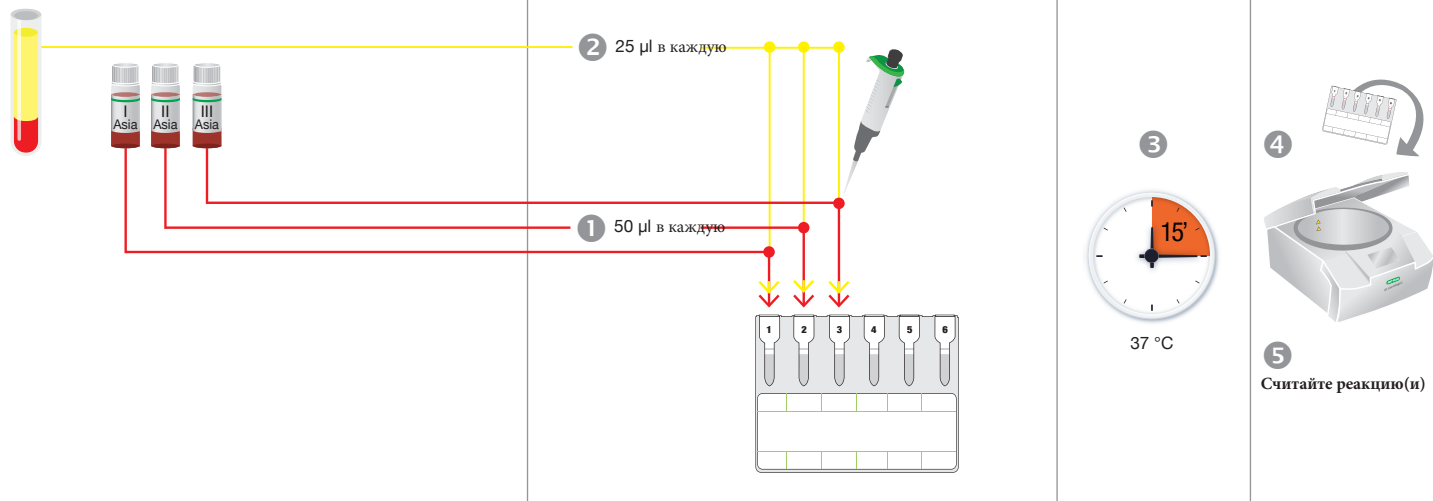 2 25 µl в каждую
I
Asia
II
Asia
III
Asia
1 50 µl в каждую
1 2 3 4 5 6
3
15'
37 °C
4
5
Считайте реакцию(и)